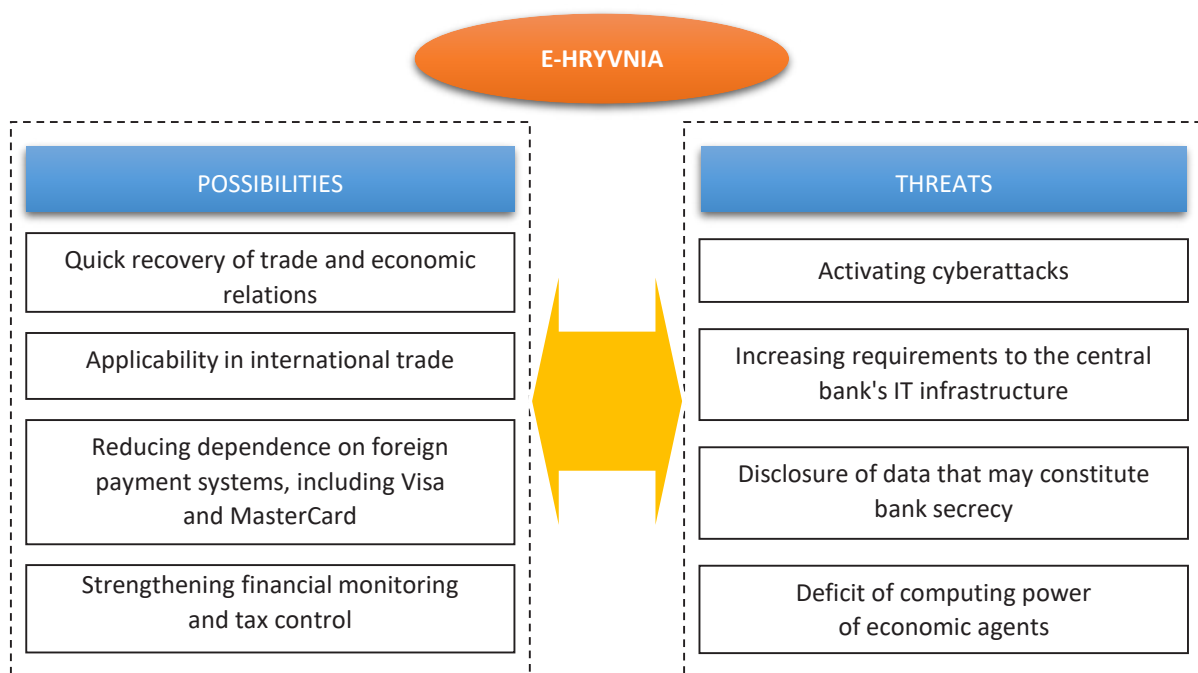 E-HRYVNIA
POSSIBILITIES
Quick recovery of trade and economic
relations
Applicability in international trade
Reducing dependence on foreign
payment systems, including Visa
and MasterCard
Strengthening financial monitoring
and tax control
THREATS
Activating cyberattacks
Increasing requirements to the central
bank's IT infrastructure
Disclosure of data that may constitute
bank secrecy
Deficit of computing power
of economic agents